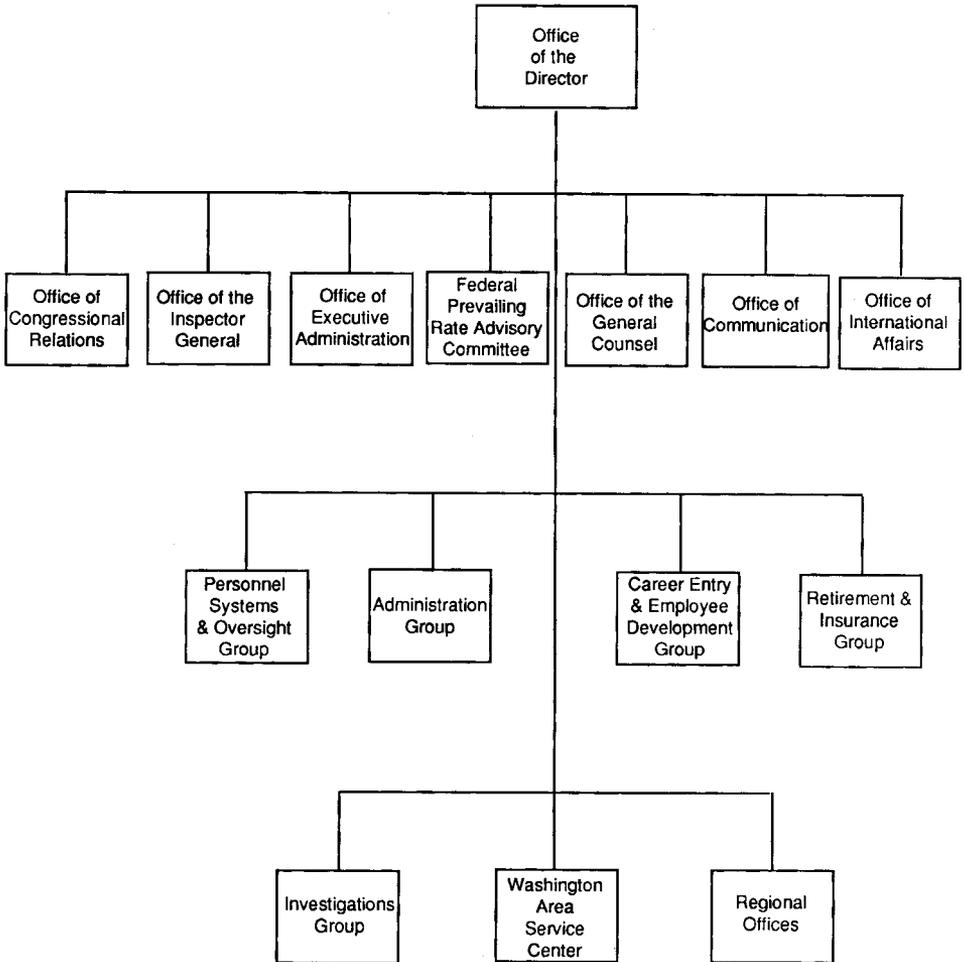 Office
of the
Director
Office of
Congressional
Relations
Office of the
Inspector
General
Office of
Executive
Administration
Federal
Prevailing
Rate Advisory
Committee
Office of the
General
Counsel
Office of
Communication
Office of
International
Affairs
Personnel
Systems
& Oversight
Group
Administration
Group
Career Entry
& Employee
Development
Group
Retirement &
Insurance
Group
Investigations
Group
Washington
Area
Service
Center
Regional
Offices